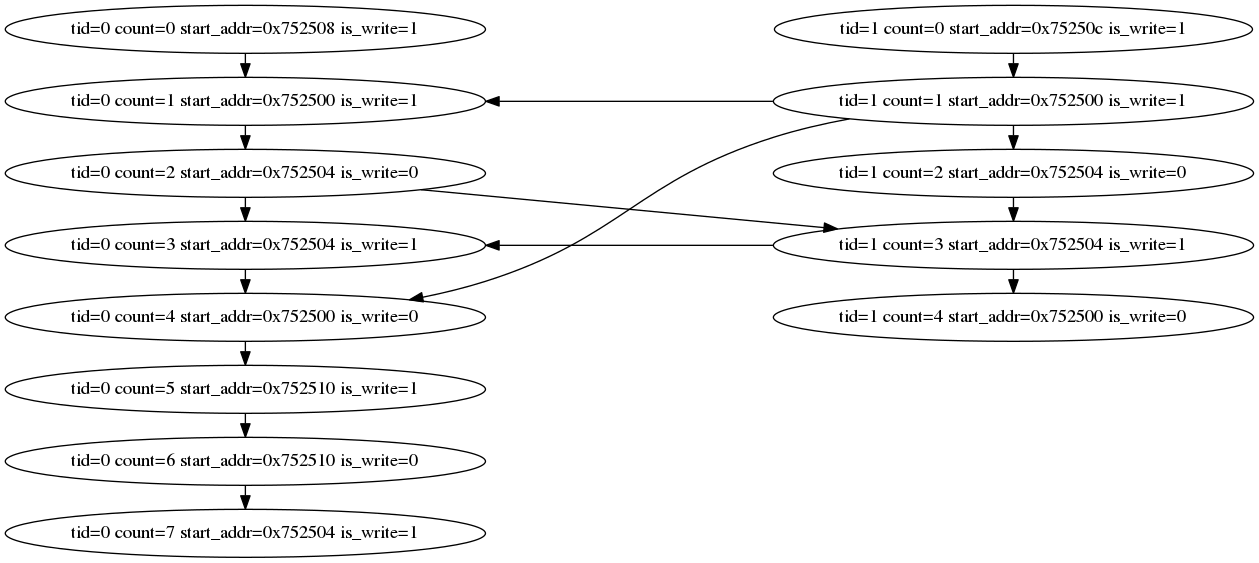 tid=0 count=0 start_addr=0x752508 is_write=1
tid=1 count=0 start_addr=0x75250c is_write=1
tid=0 count=1 start_addr=0x752500 is_write=1
tid=1 count=1 start_addr=0x752500 is_write=1
tid=0 count=2 start_addr=0x752504 is_write=0
tid=1 count=2 start_addr=0x752504 is_write=0
tid=0 count=3 start_addr=0x752504 is_write=1
tid=1 count=3 start_addr=0x752504 is_write=1
tid=0 count=4 start_addr=0x752500 is_write=0
tid=1 count=4 start_addr=0x752500 is_write=0
tid=0 count=5 start_addr=0x752510 is_write=1
tid=0 count=6 start_addr=0x752510 is_write=0
tid=0 count=7 start_addr=0x752504 is_write=1